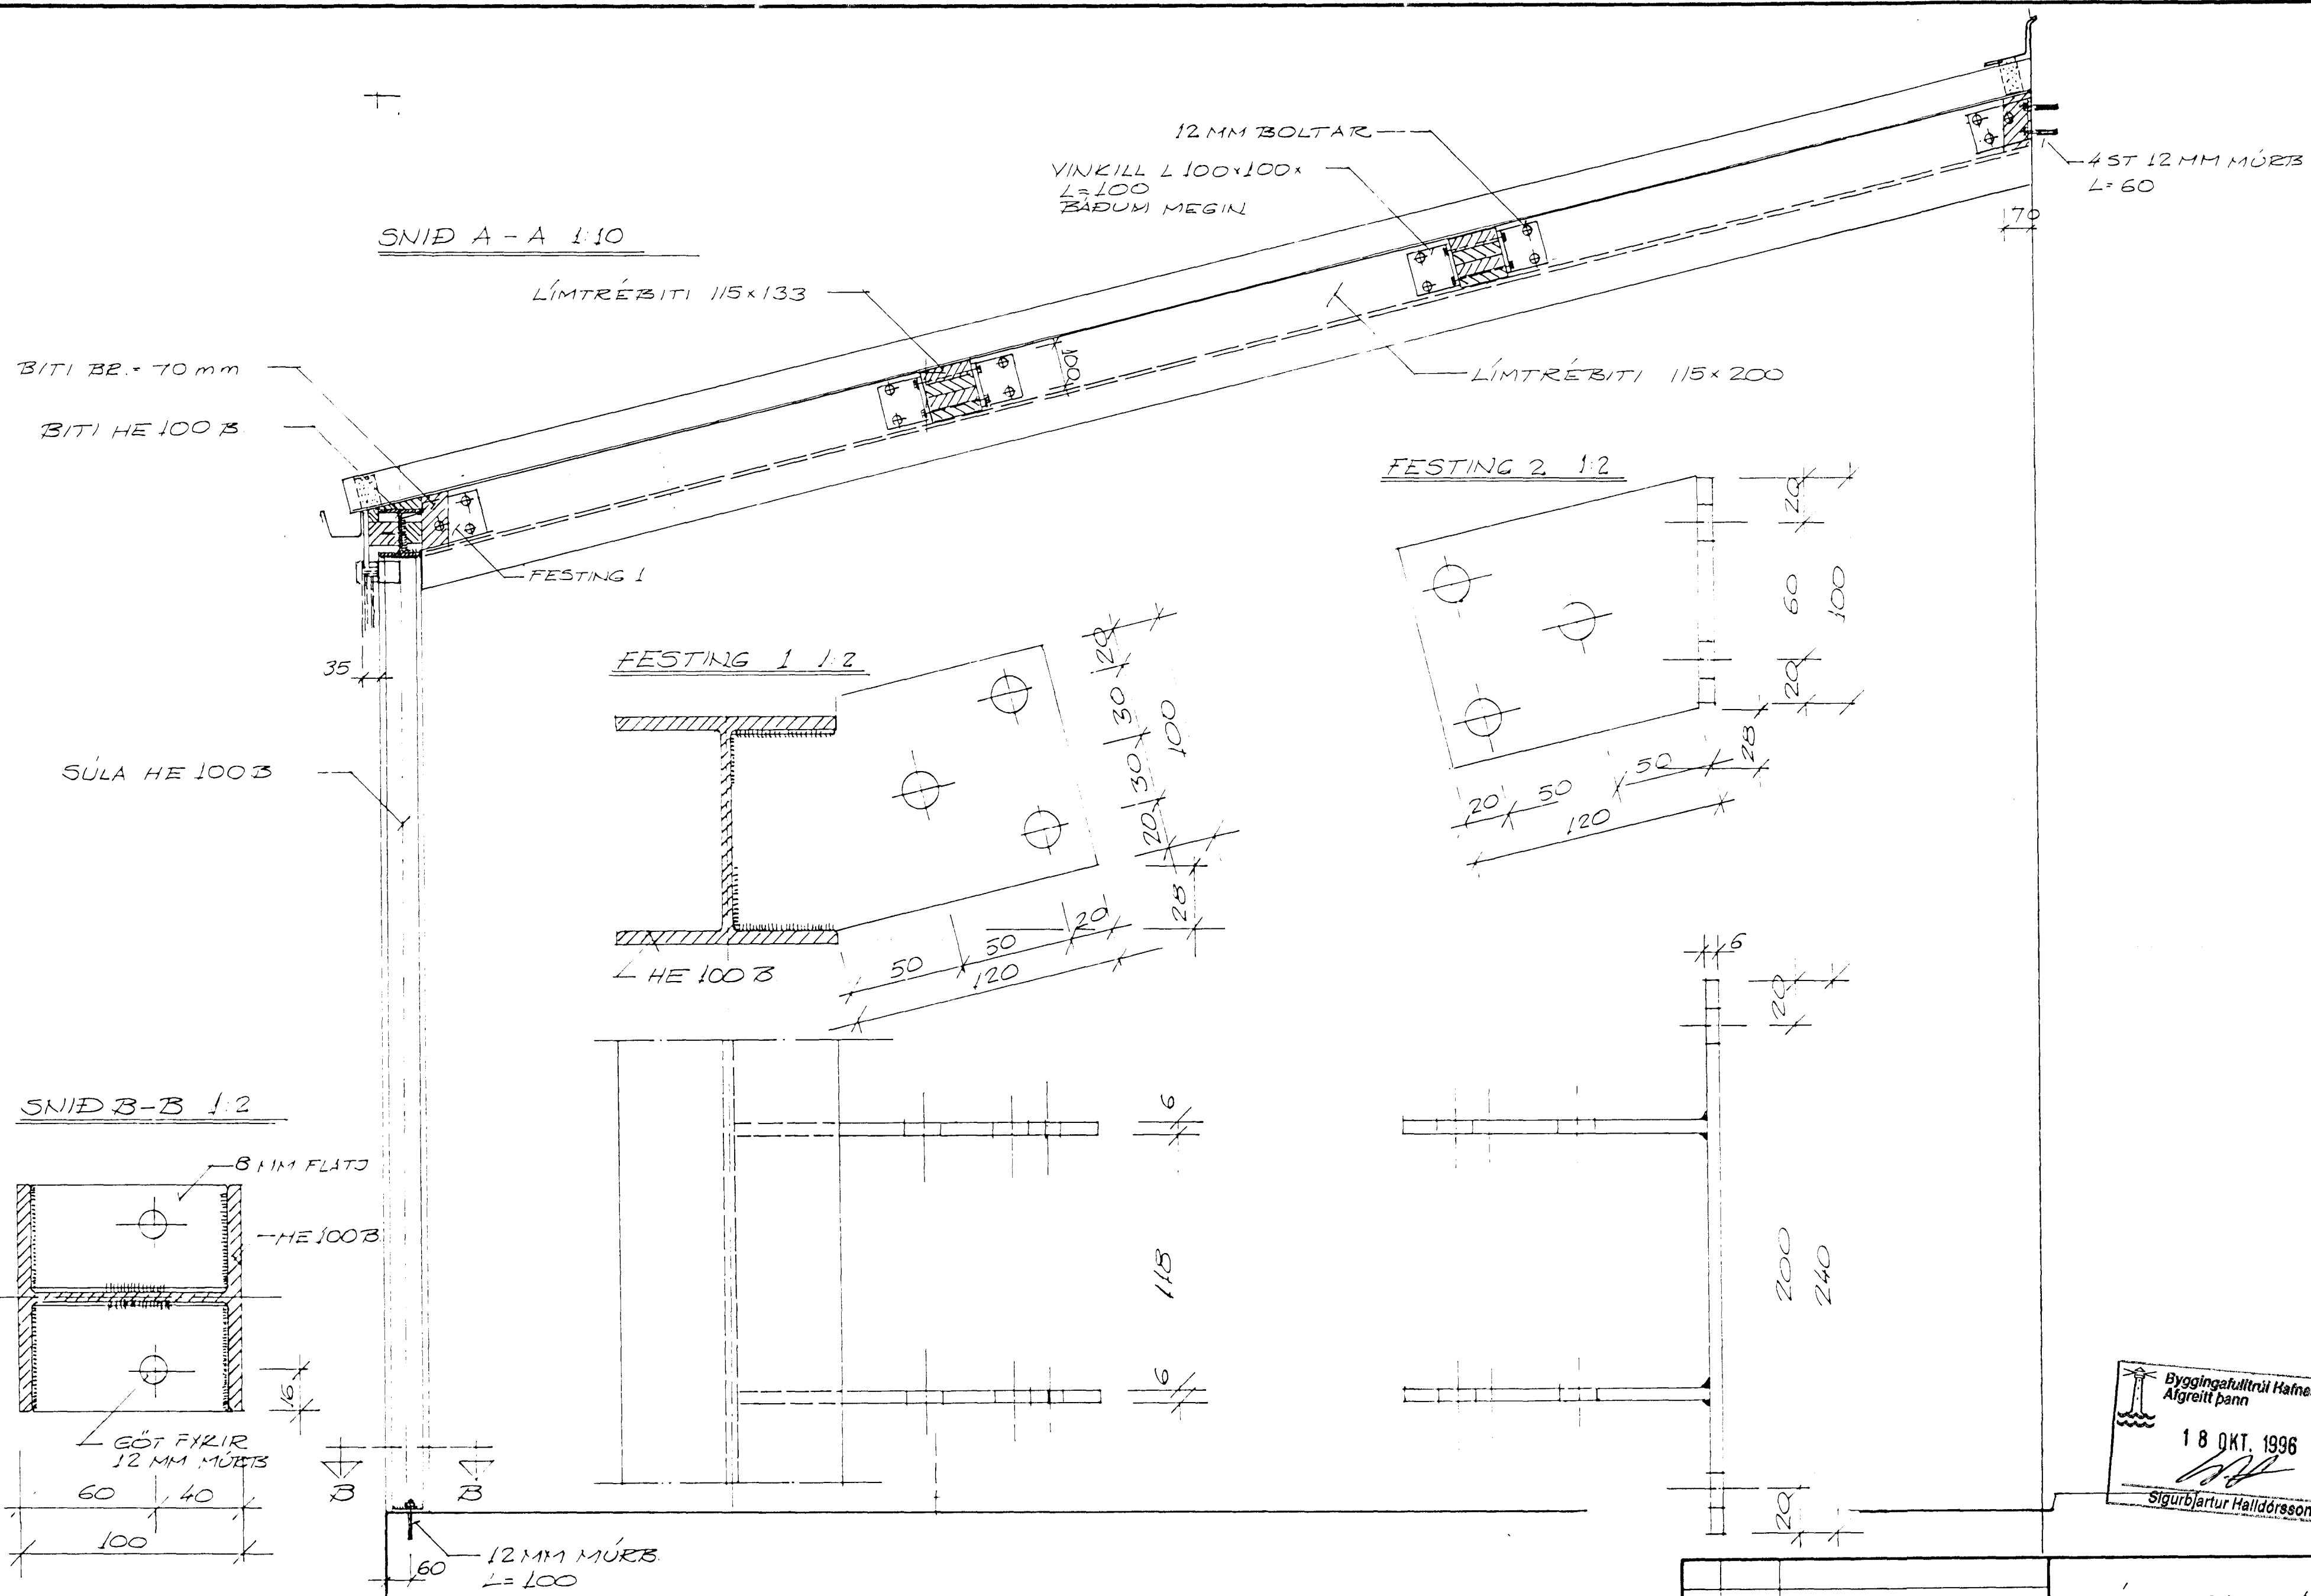 SNIÐ A-A 1:10
12 MM BOLTAR
VINKILL L 100x100x
L=100
BÁÐUM MEGIN
4 ST 12 MM MÚRB
L=60
70
LÍMTRÉBITI 115x133
BITI BR.= 70 mm
BITI HE 100 B
100
LÍMTRÉBITI 115x200
FESTING 1
35
SÚLA HE 100 B
FESTING 2 1:2
20
60
100
20
28
20
50
50
120
FESTING 1 1:2
20
30
30
20
100
28
50
50
20
120
HE 100 B
6
118
6
6
20
200
240
20
SNIÐ B-B 1:2
8 MM FLATJ
HE 100 B
16
GÖT FYRIR
12 MM MÚRB
60
40
100
B
B
60
12 MM MÚRB.
L=100
Byggingafulltrúi Hafne
Afgreitt þann
18 OKT. 1996
Sigurbjartur Halldórsson